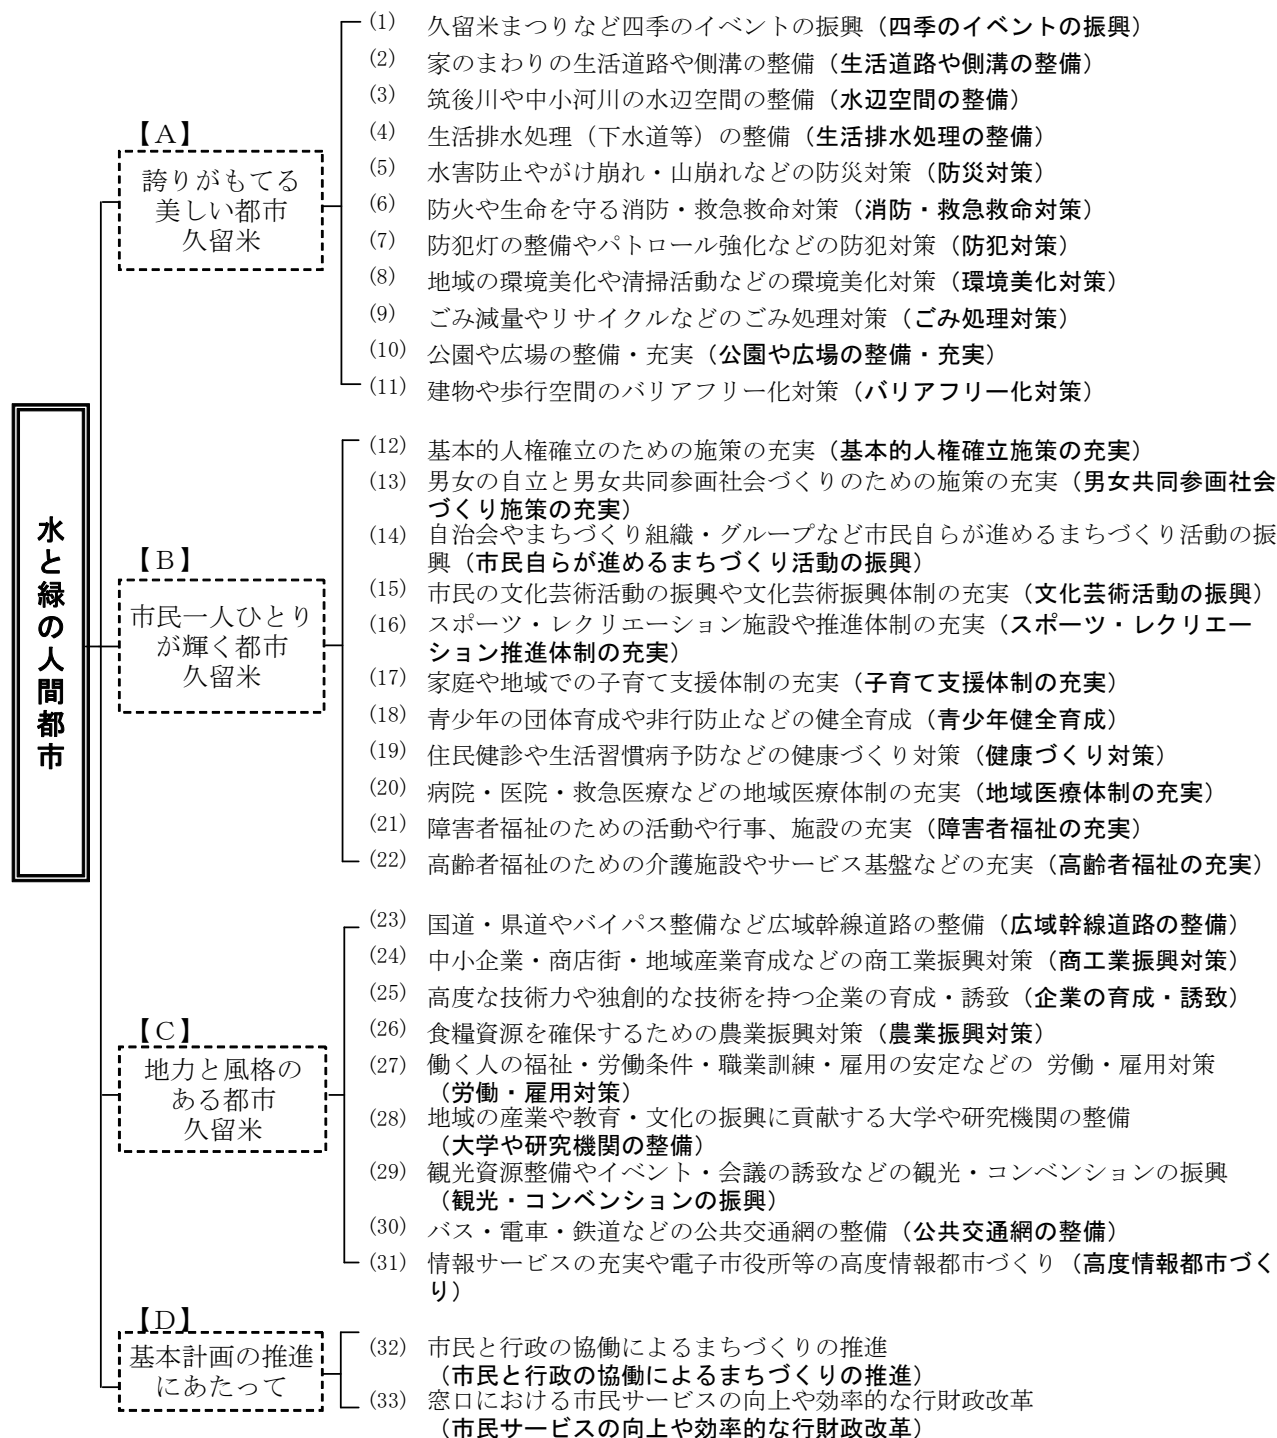 水と緑の人間都市
【A】
誇りがもてる
美しい都市
久留米
(1) 久留米まつりなど四季のイベントの振興（四季のイベントの振興）
(2) 家のまわりの生活道路や側溝の整備（生活道路や側溝の整備）
(3) 筑後川や中小河川の水辺空間の整備（水辺空間の整備）
(4) 生活排水処理（下水道等）の整備（生活排水処理の整備）
(5) 水害防止やがけ崩れ・山崩れなどの防災対策（防災対策）
(6) 防火や生命を守る消防・救急救命対策（消防・救急救命対策）
(7) 防犯灯の整備やパトロール強化などの防犯対策（防犯対策）
(8) 地域の環境美化や清掃活動などの環境美化対策（環境美化対策）
(9) ごみ減量やリサイクルなどのごみ処理対策（ごみ処理対策）
(10) 公園や広場の整備・充実（公園や広場の整備・充実）
(11) 建物や歩行空間のバリアフリー化対策（バリアフリー化対策）
【B】
市民一人ひとり
が輝く都市
久留米
(12) 基本的人権確立のための施策の充実（基本的人権確立施策の充実）
(13) 男女の自立と男女共同参画社会づくりのための施策の充実（男女共同参画社会
づくり施策の充実）
(14) 自治会やまちづくり組織・グループなど市民自らが進めるまちづくり活動の振
興（市民自らが進めるまちづくり活動の振興）
(15) 市民の文化芸術活動の振興や文化芸術振興体制の充実（文化芸術活動の振興）
(16) スポーツ・レクリエーション施設や推進体制の充実（スポーツ・レクリエー
ション推進体制の充実）
(17) 家庭や地域での子育て支援体制の充実（子育て支援体制の充実）
(18) 青少年の団体育成や非行防止などの健全育成（青少年健全育成）
(19) 住民健診や生活習慣病予防などの健康づくり対策（健康づくり対策）
(20) 病院・医院・救急医療などの地域医療体制の充実（地域医療体制の充実）
(21) 障害者福祉のための活動や行事、施設の充実（障害者福祉の充実）
(22) 高齢者福祉のための介護施設やサービス基盤などの充実（高齢者福祉の充実）
【C】
地力と風格の
ある都市
久留米
(23) 国道・県道やバイパス整備など広域幹線道路の整備（広域幹線道路の整備）
(24) 中小企業・商店街・地域産業育成などの商工業振興対策（商工業振興対策）
(25) 高度な技術力や独創的な技術を持つ企業の育成・誘致（企業の育成・誘致）
(26) 食糧資源を確保するための農業振興対策（農業振興対策）
(27) 働く人の福祉・労働条件・職業訓練・雇用の安定などの 労働・雇用対策
（労働・雇用対策）
(28) 地域の産業や教育・文化の振興に貢献する大学や研究機関の整備
（大学や研究機関の整備）
(29) 観光資源整備やイベント・会議の誘致などの観光・コンベンションの振興
（観光・コンベンションの振興）
(30) バス・電車・鉄道などの公共交通網の整備（公共交通網の整備）
(31) 情報サービスの充実や電子市役所等の高度情報都市づくり（高度情報都市づく
り）
【D】
基本計画の推進
にあたって
(32) 市民と行政の協働によるまちづくりの推進
（市民と行政の協働によるまちづくりの推進）
(33) 窓口における市民サービスの向上や効率的な行財政改革
（市民サービスの向上や効率的な行財政改革）